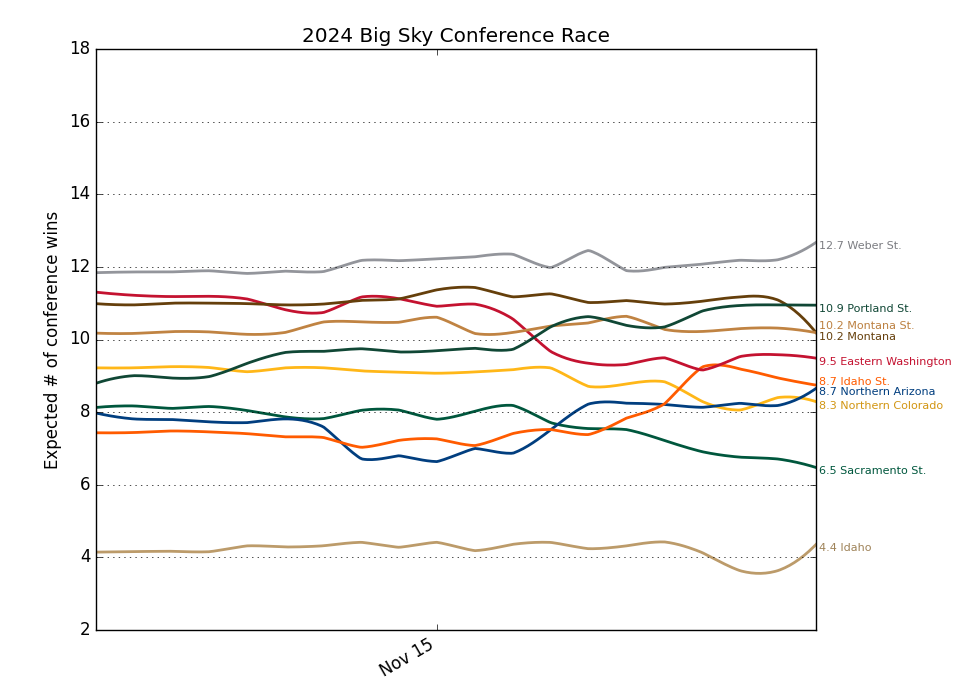 2024 Big Sky Conference Race
Expected # of conference wins
18
16
14
12
10
8
6
4
2
Nov 15
12.7 Weber St.
10.9 Portland St.
10.2 Montana St.
10.2 Montana
9.5 Eastern Washington
8.7 Idaho St.
8.7 Northern Arizona
8.3 Northern Colorado
6.5 Sacramento St.
4.4 Idaho